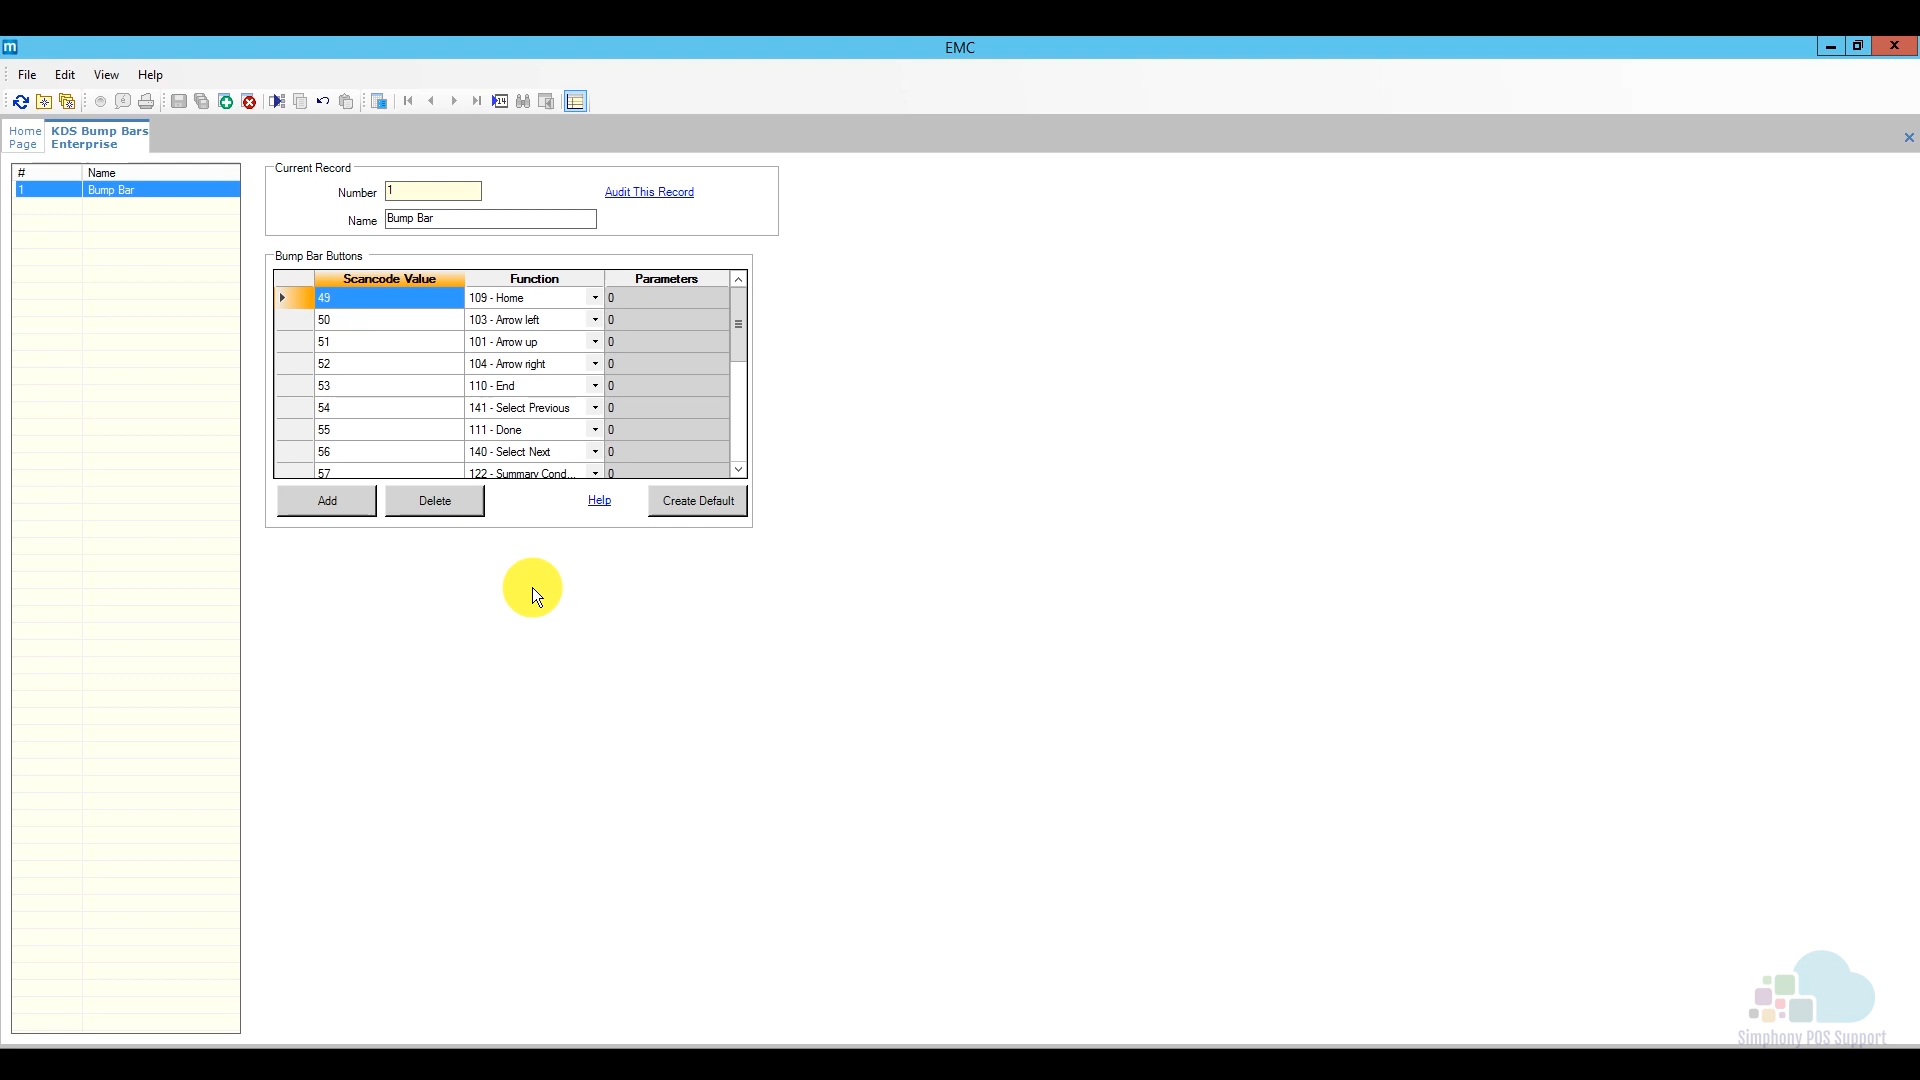 m
EMC
File Edit View Help
14
Home Page
KDS Bump Bars
Enterprise
# Name
1 Bump Bar
Current Record
Number 1
Audit This Record
Name Bump Bar
Bump Bar Buttons
Scancode Value Function Parameters
49 109 - Home 0
50 103 - Arrow left 0
51 101 - Arrow up 0
52 104 - Arrow right 0
53 110 - End 0
54 141 - Select Previous 0
55 111 - Done 0
56 140 - Select Next 0
57 122 - Summary Cond... 0
Add Delete Help Create Default
Simphony POS Support